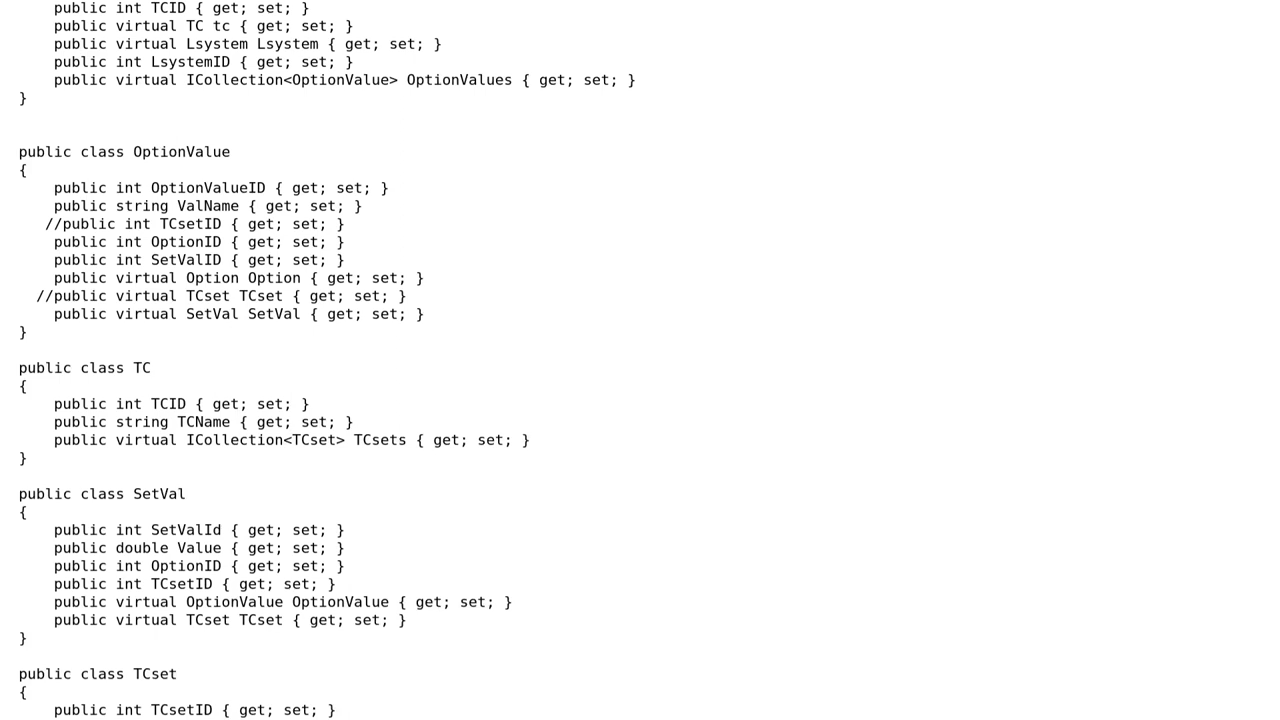 public int TCID { get; set; }
public virtual TC tc { get; set; }
public virtual Lsystem Lsystem { get; set; }
public int LsystemID { get; set; }
public virtual ICollection<OptionValue> OptionValues { get; set; }
}
public class OptionValue
{
public int OptionValueID { get; set; }
public string ValName { get; set; }
//public int TCsetID { get; set; }
public int OptionID { get; set; }
public int SetValID { get; set; }
public virtual Option Option { get; set; }
//public virtual TCset TCset { get; set; }
public virtual SetVal SetVal { get; set; }
}
public class TC
{
public int TCID { get; set; }
public string TCName { get; set; }
public virtual ICollection<TCset> TCsets { get; set; }
}
public class SetVal
{
public int SetValId { get; set; }
public double Value { get; set; }
public int OptionID { get; set; }
public int TCsetID { get; set; }
public virtual OptionValue OptionValue { get; set; }
public virtual TCset TCset { get; set; }
}
public class TCset
{
public int TCsetID { get; set; }